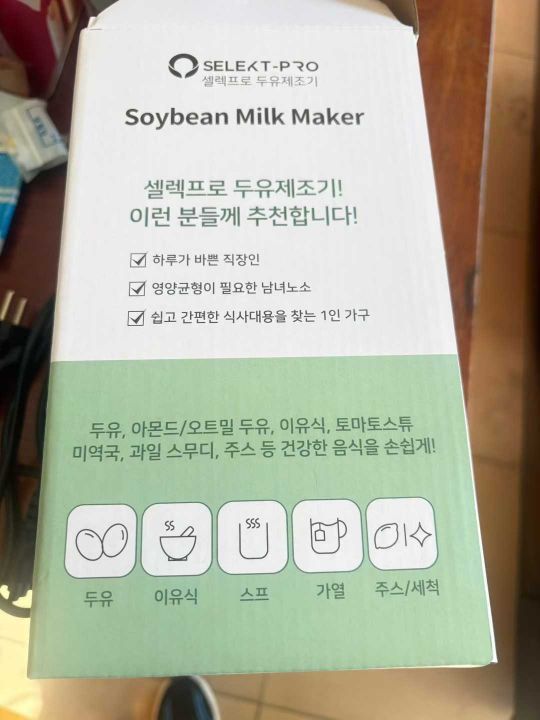 SELEKT-PRO
셀렉프로 두유제조기
Soybean Milk Maker
셀렉프로 두유제조기!
이런 분들께 추천합니다!
하루가 바쁜 직장인
영양균형이 필요한 남녀노소
쉽고 간편한 식사대용을 찾는 1인 가구
두유, 아몬드/오트밀 두유, 이유식, 토마토스튜
미역국, 과일 스무디, 주스 등 건강한 음식을 손쉽게!
두유 이유식 스프 가열 주스/세척